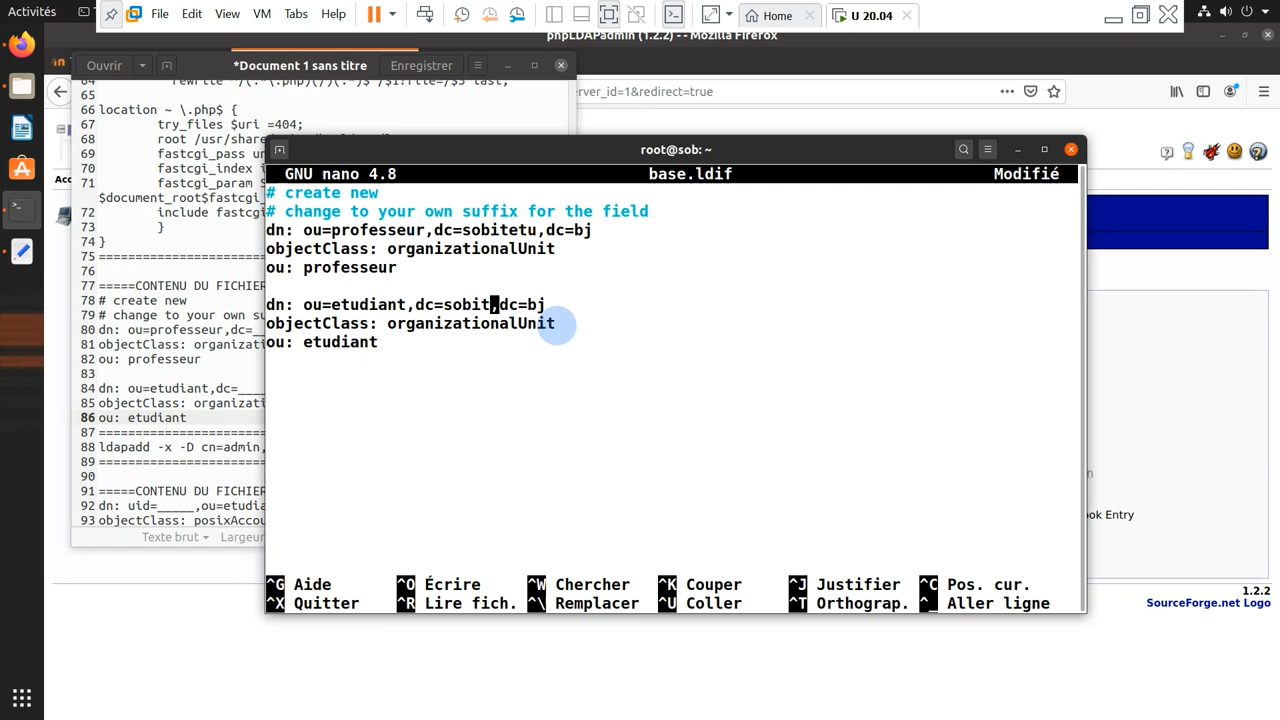 Activités
File Edit View VM Tabs Help
Home
U 20.04
phpLDAPadmin (1.2.2) - Mozilla Firefox
Ouvrir
*Document 1 sans titre
Enregistrer
erver_id=1&redirect=true
65
66 location ~ \.php$ {
67 try_files $uri =404;
68 root /usr/shar
69 fastcgi_pass un
70 fastcgi_index i
71 fastcgi_param S
$document_root$fastcgi_
72 include fastcg
73 }
74 }
75 ==================
76
77 =====CONTENU DU FICHIER
78 # create new
79 # change to your own su
80 dn: ou=professeur,dc=_
81 objectClass: organizati
82 ou: professeur
83
84 dn: ou=etudiant,dc=___
85 objectClass: organizati
86 ou: etudiant
87 ==================
88 ldapadd -x -D cn=admin,
89 ==================
90
91 =====CONTENU DU FICHIER
92 dn: uid=_____,ou=etudia
93 objectClass: posixAccou
Texte brut
Largeur
root@sob: ~
GNU nano 4.8 base.ldif Modifié
# create new
# change to your own suffix for the field
dn: ou=professeur,dc=sobitetu,dc=bj
objectClass: organizationalUnit
ou: professeur
dn: ou=etudiant,dc=sobit,dc=bj
objectClass: organizationalUnit
ou: etudiant
^G Aide ^O Écrire ^W Chercher ^K Couper ^J Justifier ^C Pos. cur.
^X Quitter ^R Lire fich. ^\ Remplacer ^U Coller ^T Orthograp. ^_ Aller ligne
ook Entry
1.2.2
SourceForge.net Logo